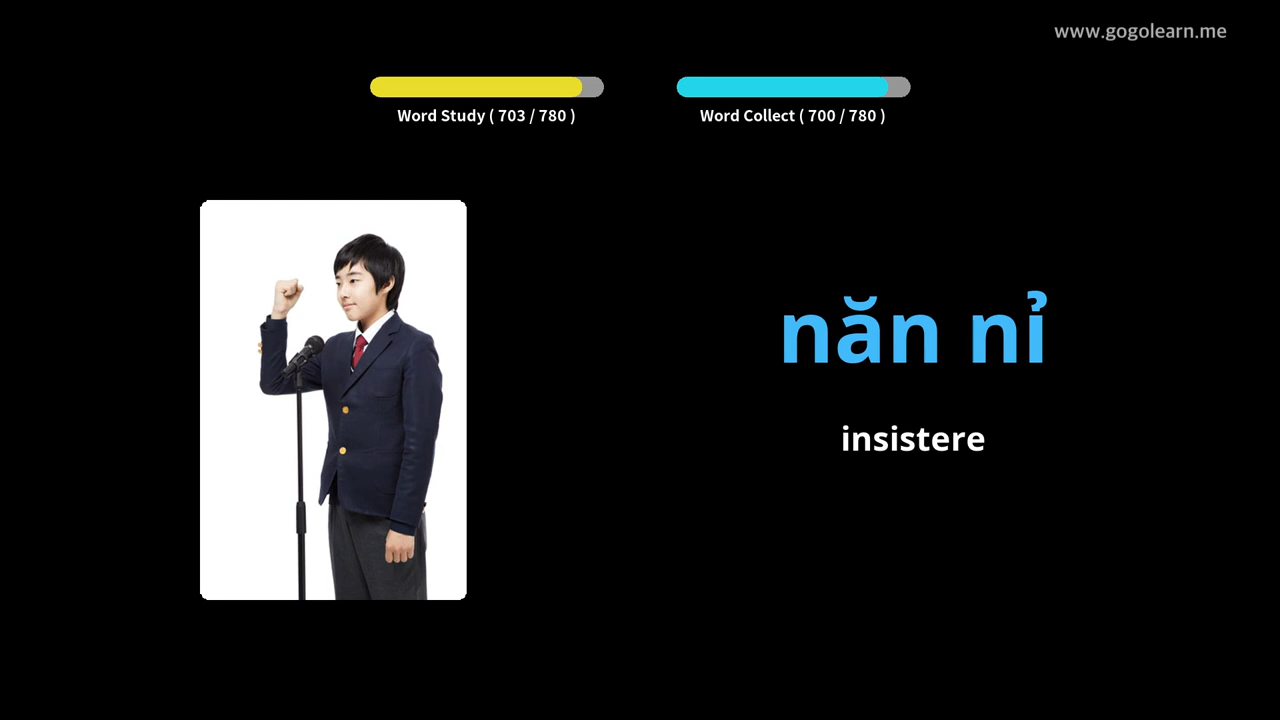 www.gogolearn.me
Word Study ( 703 / 780 )
Word Collect ( 700 / 780 )
năn nỉ
insistere